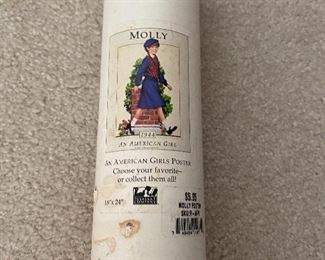 MOLLY
1944
AN AMERICAN GIRL
AN AMERICAN GIRLS POSTER
Choose your favorite–
or collect them all!
18"x 24"
$5.95
MOLLY POSTER